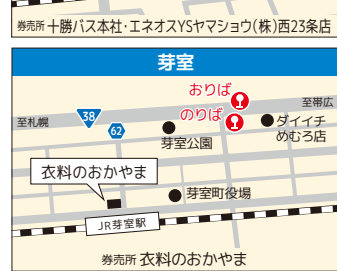 券売所 十勝バス本社・エネオスYSヤマショウ(株)西23条店
芽室
おりば
至帯広
のりば
至札幌
38
62
ダイイチ
めむろ店
芽室公園
衣料のおかやま
芽室町役場
JR芽室駅
券売所 衣料のおかやま